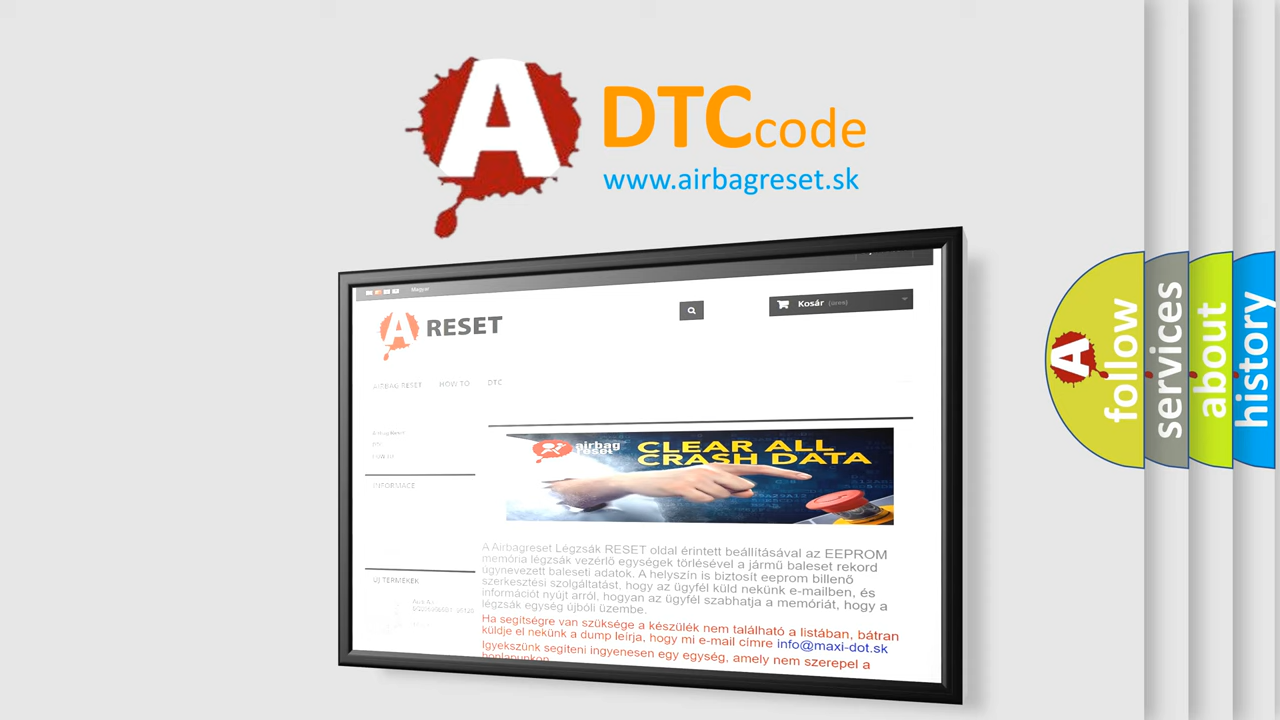 A DTC code
www.airbagreset.sk
Magyar
A RESET
Kosár (üres)
AIRBAG RESET HOW TO DTC
INFORMACE
ÚJ TERMÉKEK
airbag
reset
CLEAR ALL
CRASH DATA
A Airbagreset Légzsák RESET oldal érintett beállításával az EEPROM
memória légzsák vezérlő egységek törlésével a jármű baleset rekord
úgynevezett baleseti adatok. A helyszín is biztosít eeprom billenő
szerkesztési szolgáltatást, hogy az ügyfél küld nekünk e-mailben, és
információt nyújt arról, hogyan az ügyfél szabhatja a memóriát, hogy a
légzsák egység újbóli üzembe.
Ha segítségre van szüksége a készülék nem található a listában, bátran
küldje el nekünk a dump leírja, hogy mi e-mail címre info@maxi-dot.sk
Igyekszünk segíteni ingyenesen egy egység, amely nem szerepel a
honlapunkon
A
follow
services
about
history